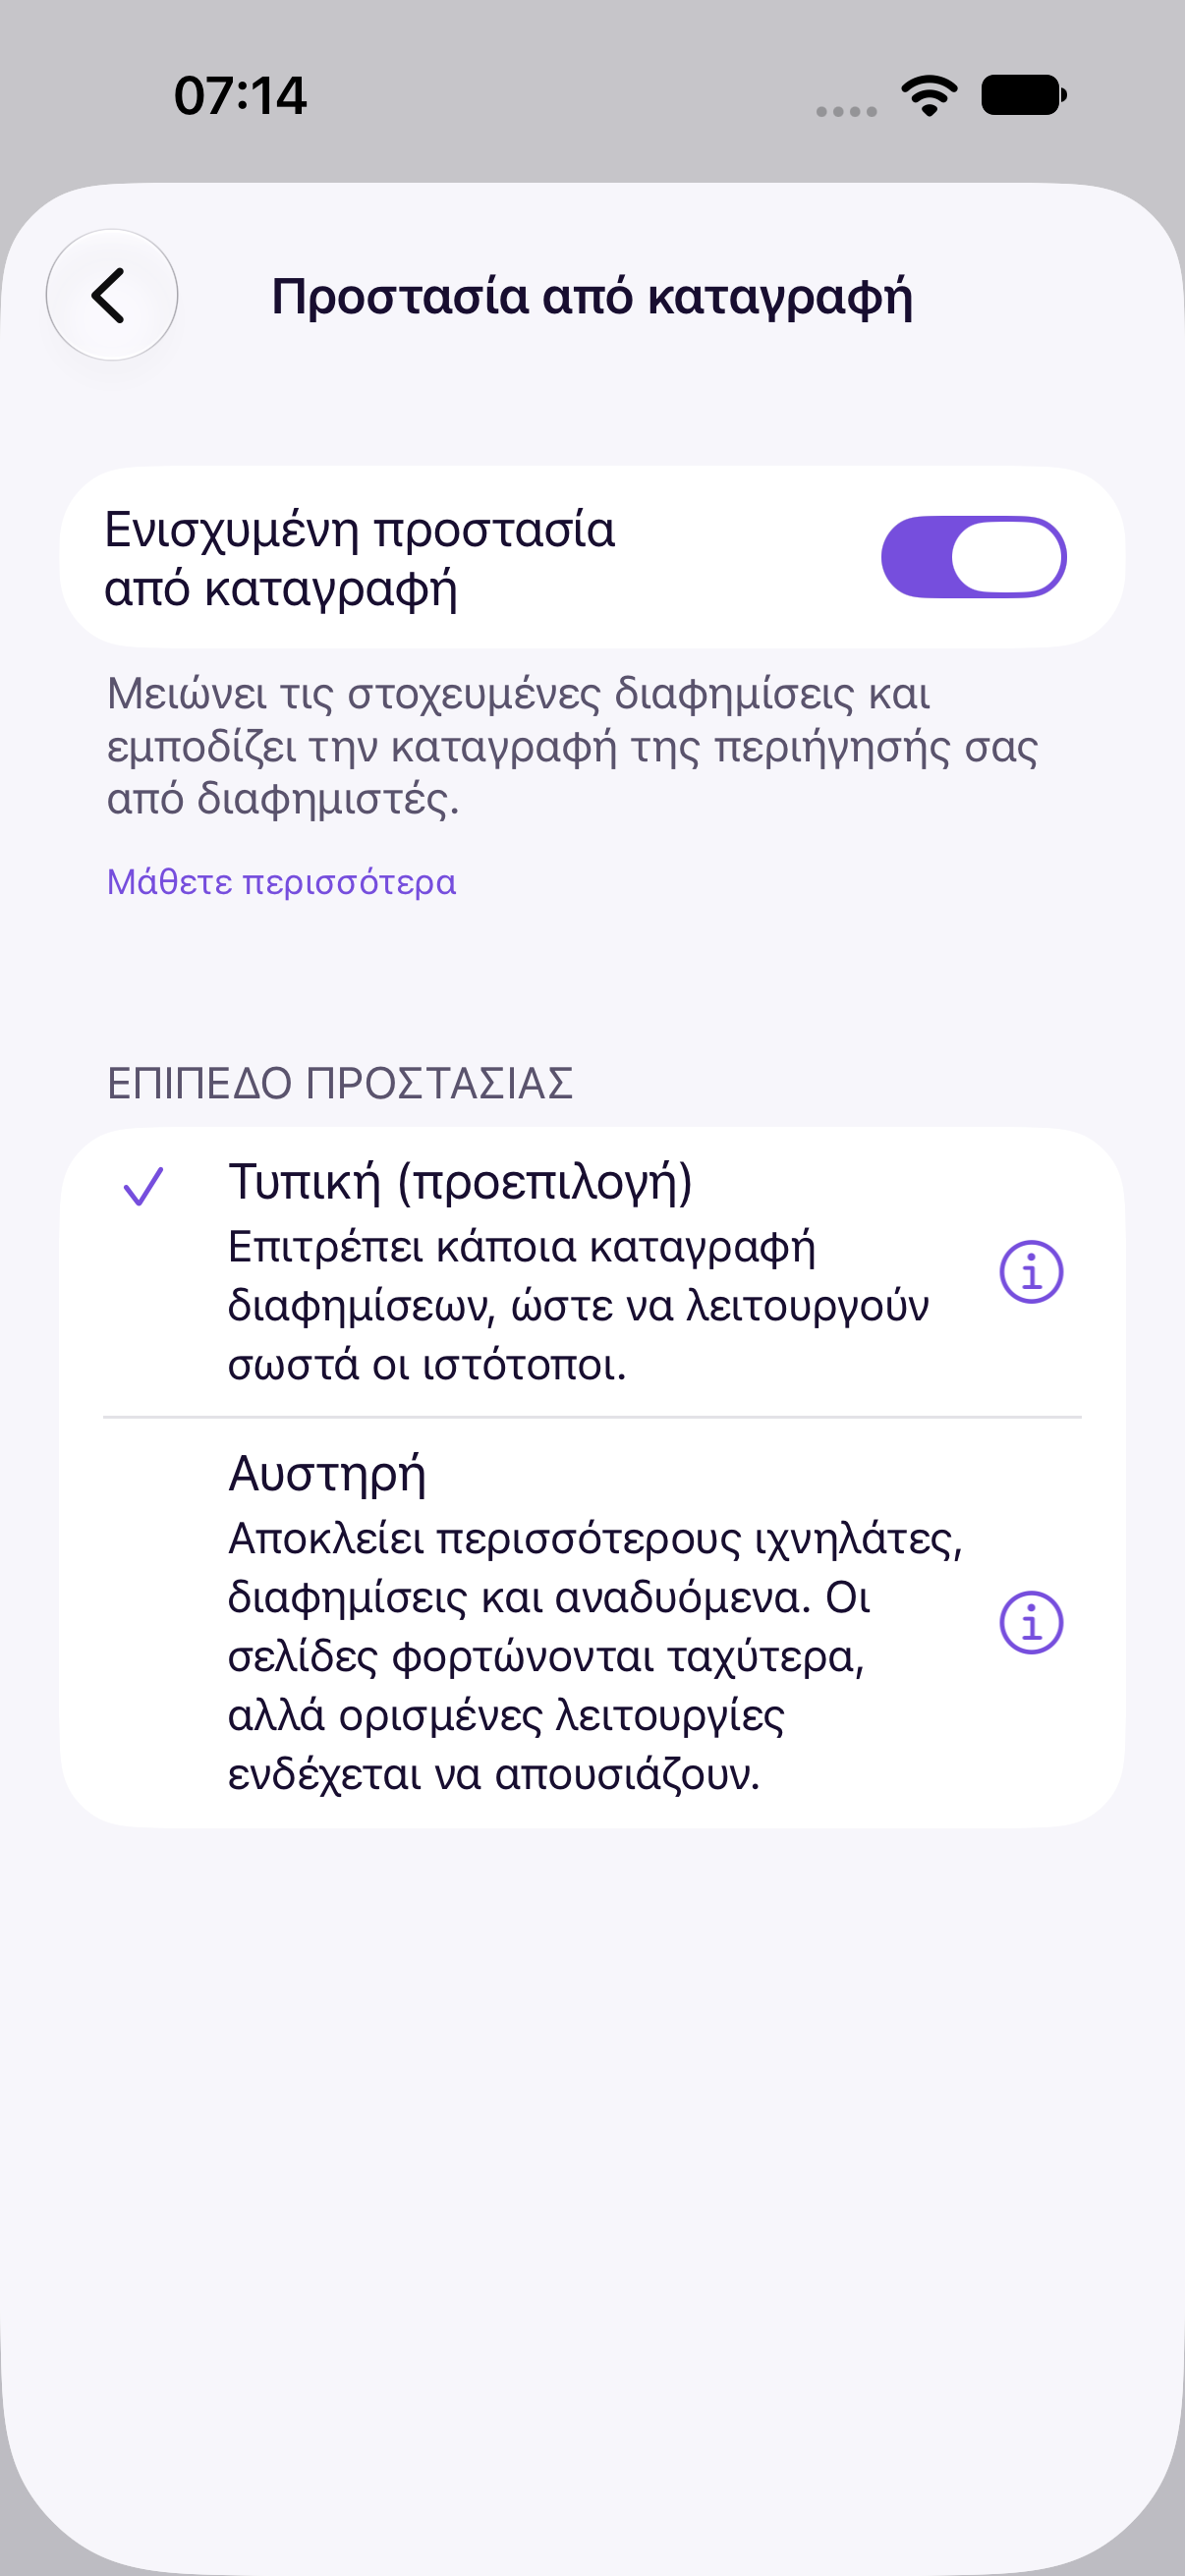 07:14
Προστασία από καταγραφή
Ενισχυμένη προστασία
από καταγραφή
Μειώνει τις στοχευμένες διαφημίσεις και
εμποδίζει την καταγραφή της περιήγησής σας
από διαφημιστές.
Μάθετε περισσότερα
ΕΠΙΠΕΔΟ ΠΡΟΣΤΑΣΙΑΣ
Τυπική (προεπιλογή)
Επιτρέπει κάποια καταγραφή
διαφημίσεων, ώστε να λειτουργούν
σωστά οι ιστότοποι.
Αυστηρή
Αποκλείει περισσότερους ιχνηλάτες,
διαφημίσεις και αναδυόμενα. Οι
σελίδες φορτώνονται ταχύτερα,
αλλά ορισμένες λειτουργίες
ενδέχεται να απουσιάζουν.